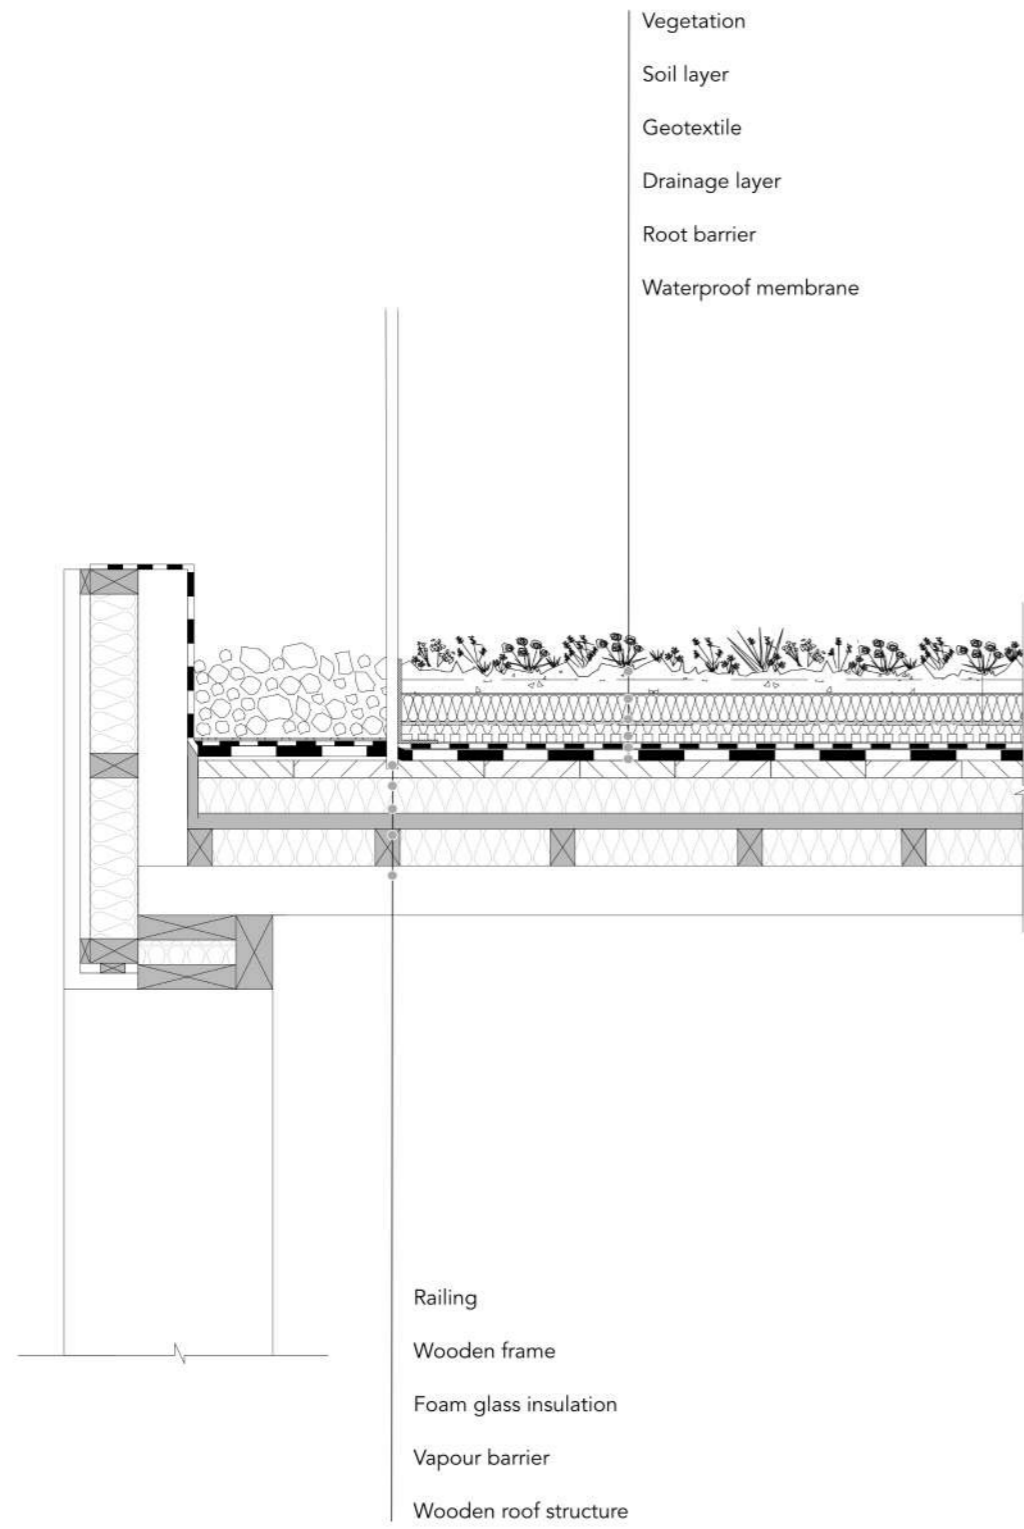 Vegetation
Soil layer
Geotextile
Drainage layer
Root barrier
Waterproof membrane
Railing
Wooden frame
Foam glass insulation
Vapour barrier
Wooden roof structure